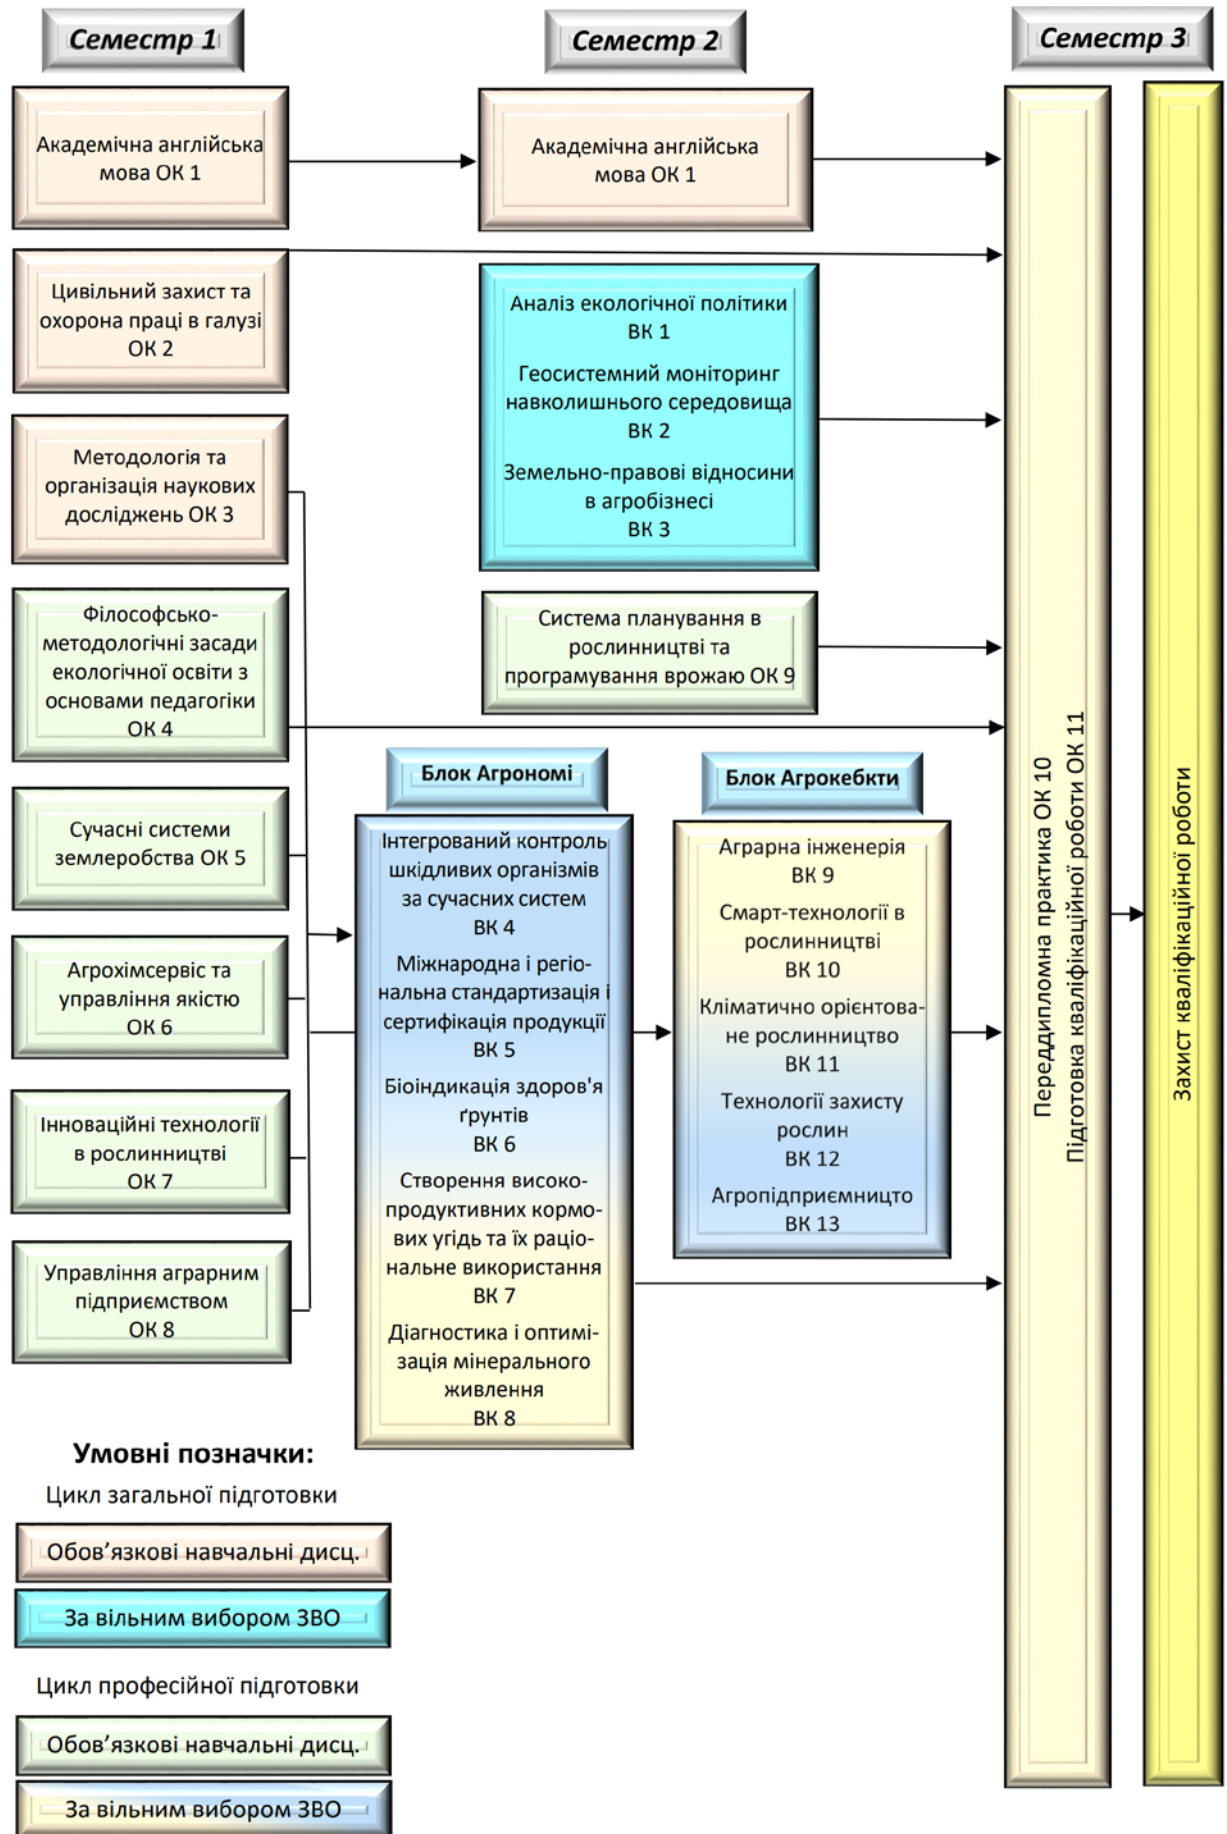 Семестр 1
Семестр 2
Семестр 3
Академічна англійська
мова ОК 1
Академічна англійська
мова ОК 1
Цивільний захист та
охорона праці в галузі
ОК 2
Аналіз екологічної політики
ВК 1
Геосистемний моніторинг
навколишнього середовища
ВК 2
Земельно-правові відносини
в агробізнесі
ВК 3
Методологія та
організація наукових
досліджень ОК 3
Філософсько-
методологічні засади
екологічної освіти з
основами педагогіки
ОК 4
Система планування в
рослинництві та
програмування врожаю ОК 9
Сучасні системи
землеробства ОК 5
Агрохімсервіс та
управління якістю
ОК 6
Інноваційні технології
в рослинництві
ОК 7
Управління аграрним
підприємством
ОК 8
Блок Агрономі
Інтегрований контроль
шкідливих організмів
за сучасних систем
ВК 4
Міжнародна і регіо-
нальна стандартизація і
сертифікація продукції
ВК 5
Біоіндикація здоров'я
ґрунтів
ВК 6
Створення високо-
продуктивних кормо-
вих угідь та їх раціо-
нальне використання
ВК 7
Діагностика і оптимі-
зація мінерального
живлення
ВК 8
Блок Агрокебкти
Аграрна інженерія
ВК 9
Смарт-технології в
рослинництві
ВК 10
Кліматично орієнтова-
не рослинництво
ВК 11
Технології захисту
рослин
ВК 12
Агропідприємницто
ВК 13
Переддипломна практика ОК 10
Підготовка кваліфікаційної роботи ОК 11
Захист кваліфікаційної роботи
Умовні позначки:
Цикл загальної підготовки
Обов’язкові навчальні дисц.
За вільним вибором ЗВО
Цикл професійної підготовки
Обов’язкові навчальні дисц.
За вільним вибором ЗВО